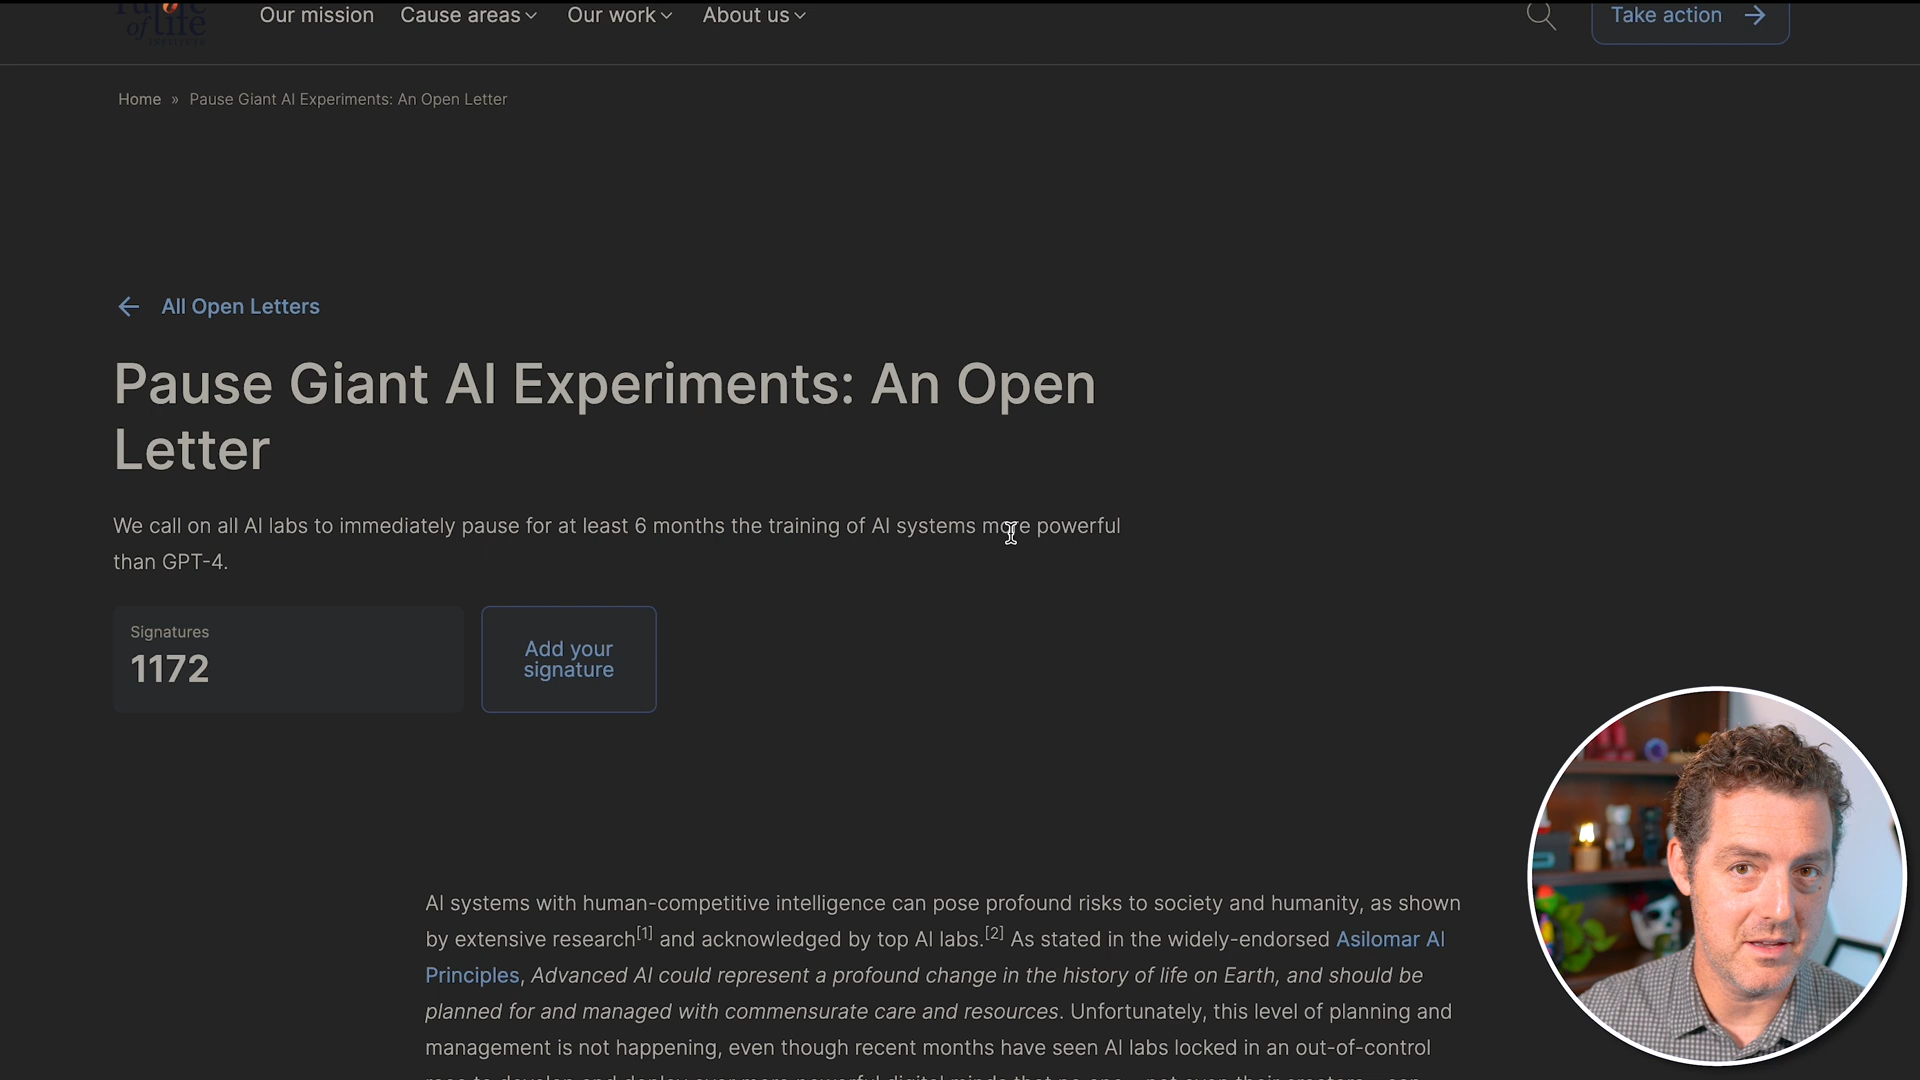 of life
Our mission Cause areas Our work About us Take action
Home » Pause Giant AI Experiments: An Open Letter
All Open Letters
Pause Giant AI Experiments: An Open
Letter
We call on all AI labs to immediately pause for at least 6 months the training of AI systems more powerful
than GPT-4.
Signatures
1172
Add your
signature
AI systems with human-competitive intelligence can pose profound risks to society and humanity, as shown
by extensive research[1] and acknowledged by top AI labs.[2] As stated in the widely-endorsed Asilomar AI
Principles, Advanced AI could represent a profound change in the history of life on Earth, and should be
planned for and managed with commensurate care and resources. Unfortunately, this level of planning and
management is not happening, even though recent months have seen AI labs locked in an out-of-control